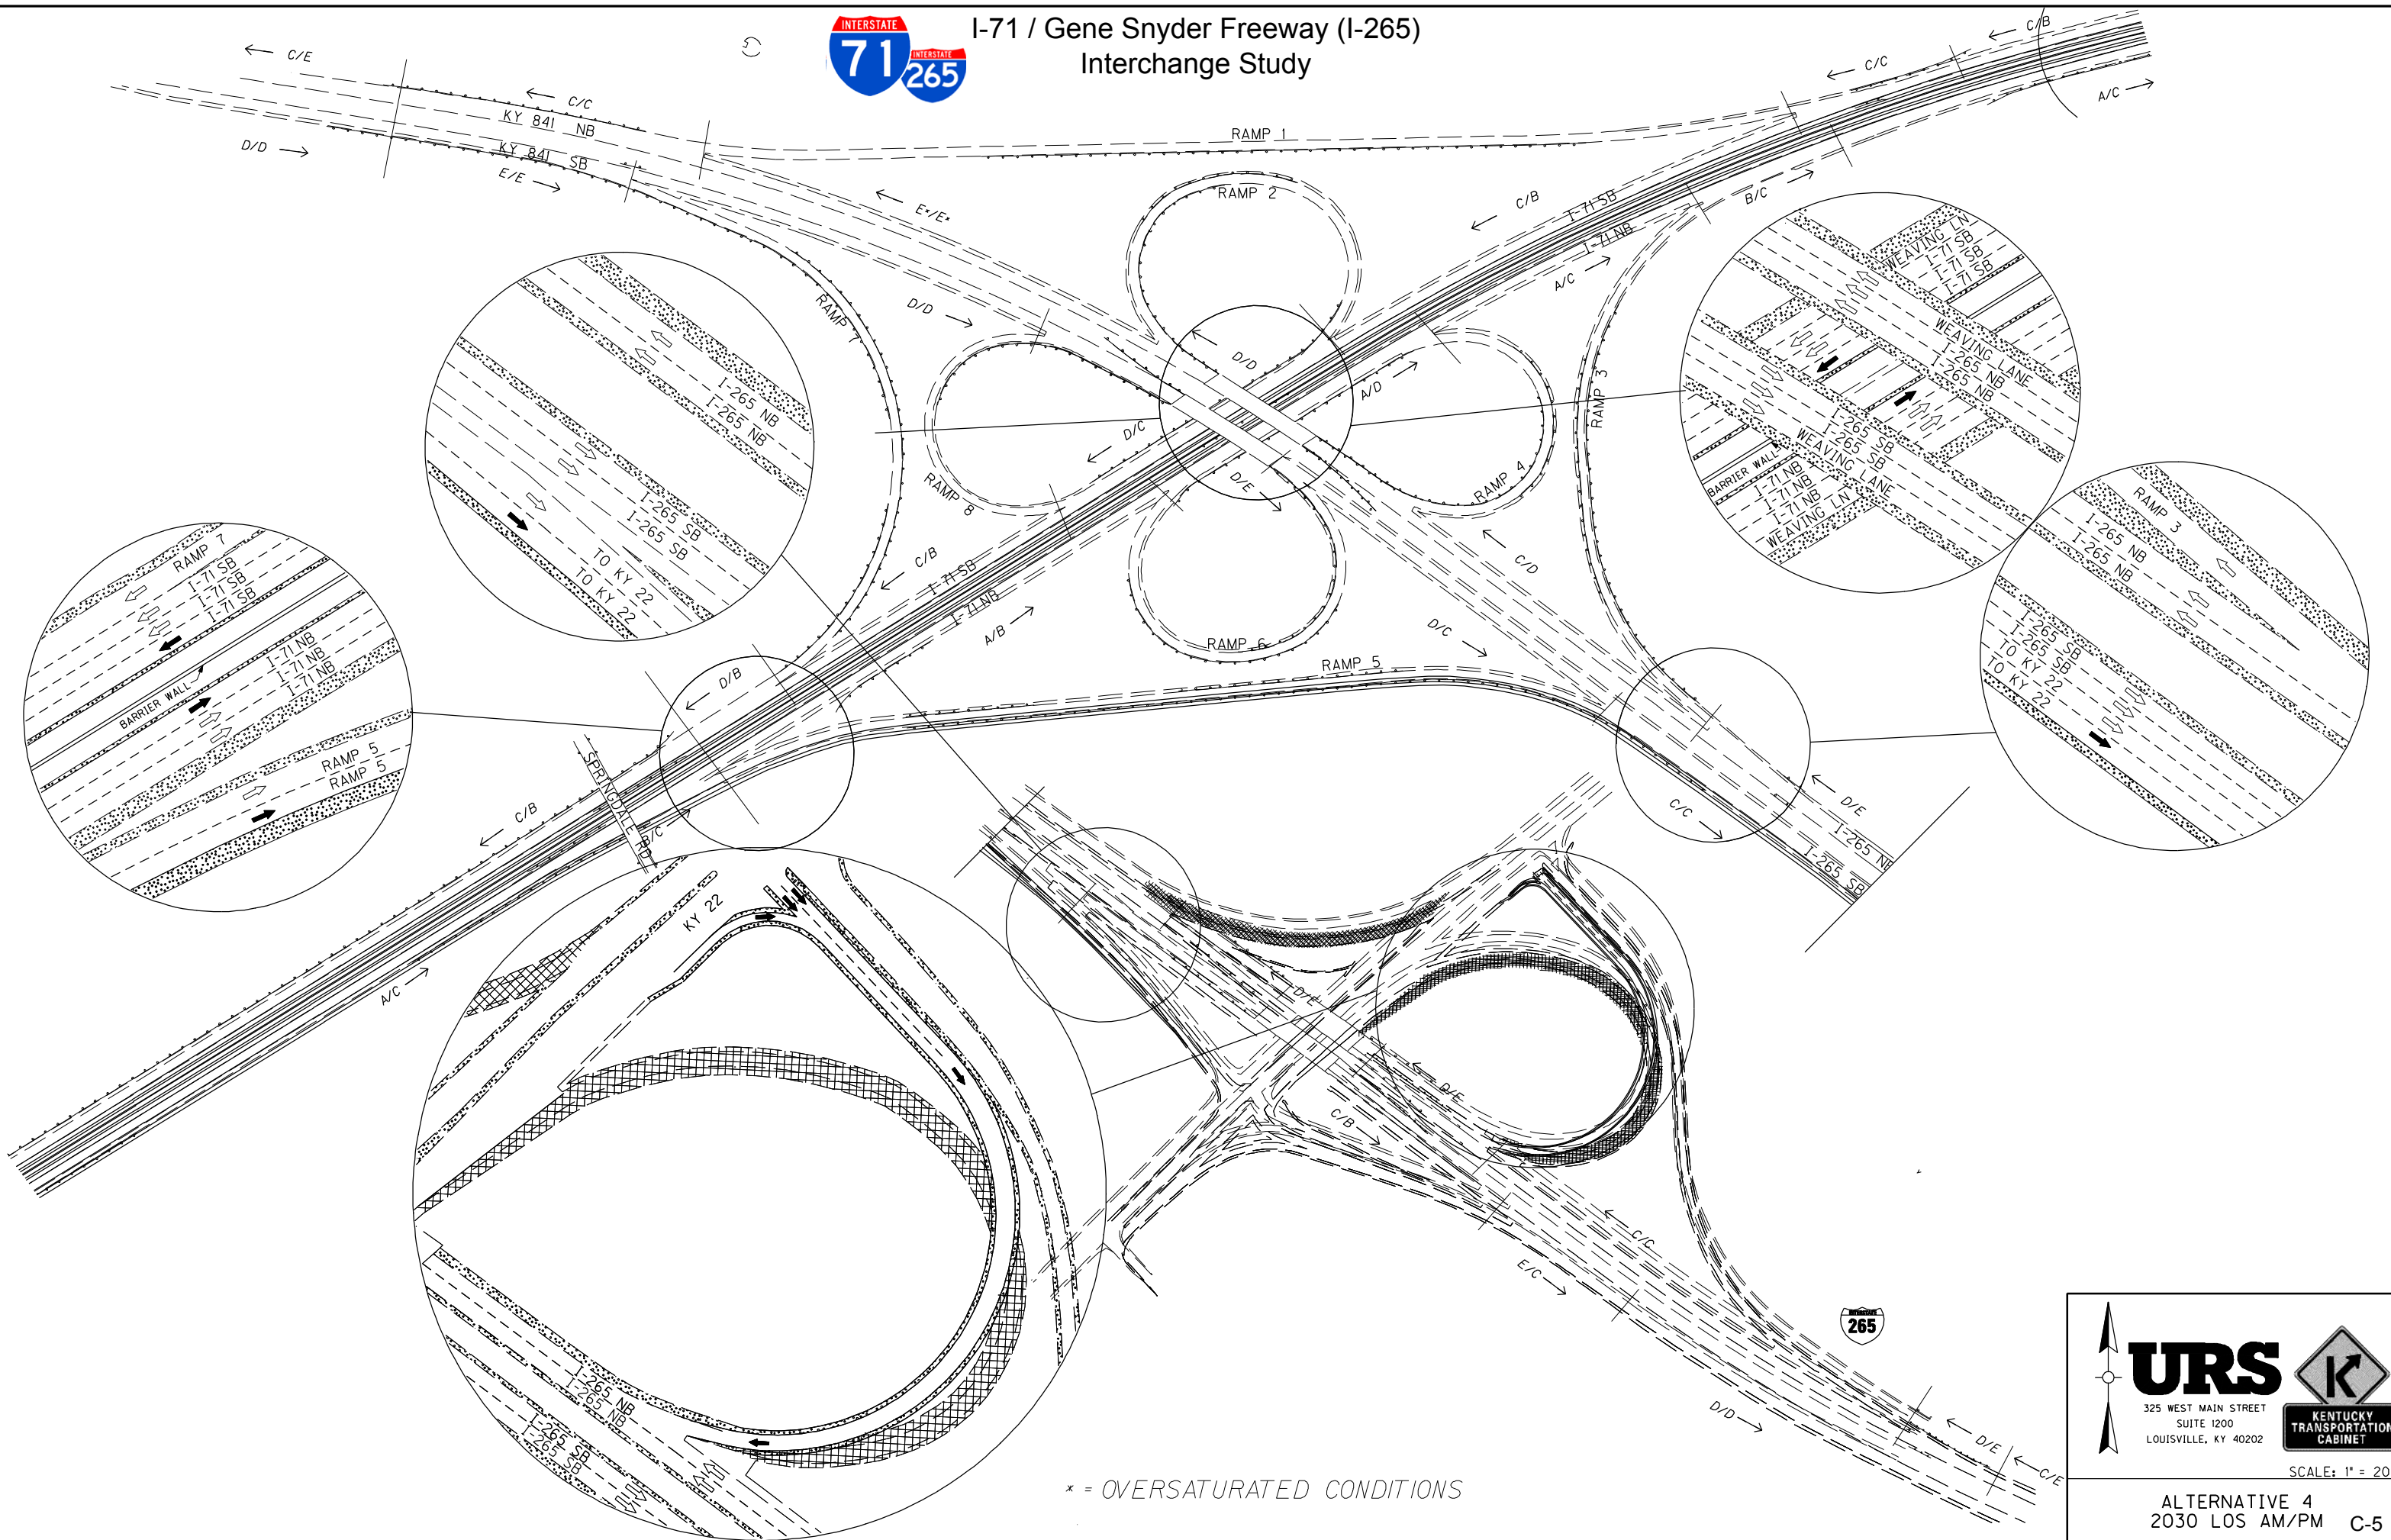 I-71 / Gene Snyder Freeway (I-265)
Interchange Study
INTERSTATE
71
INTERSTATE
265
C/E
C/C
KY 841 NB
KY 841 SB
D/D
E/E
RAMP 1
C/B
C/C
A/C
E*/E*
RAMP 2
C/B
I-71 SB
I-71 NB
A/C
B/C
D/D
RAMP 7
D/D
A/D
RAMP 3
D/C
D/E
RAMP 4
RAMP 8
C/D
C/B
I-71 SB
I-71 NB
A/B
RAMP 6
D/C
RAMP 5
D/B
SPRINGDALE RD
B/C
C/B
A/C
C/C
D/E
I-265 NB
I-265 SB
I-265 NB
I-265 NB
I-265 SB
I-265 SB
TO KY 22
TO KY 22
RAMP 7
I-71 SB
I-71 SB
I-71 SB
BARRIER WALL
I-71 NB
I-71 NB
I-71 NB
RAMP 5
RAMP 5
WEAVING LN
I-71 SB
I-71 SB
I-71 SB
WEAVING LANE
I-265 NB
I-265 NB
I-265 SB
I-265 SB
WEAVING LANE
BARRIER WALL
I-71 NB
I-71 NB
I-71 NB
WEAVING LN
RAMP 3
I-265 NB
I-265 NB
I-265 SB
I-265 SB
TO KY 22
TO KY 22
KY 22
I-265 NB
I-265 NB
I-265 SB
I-265 SB
D/E
D/E
C/B
C/C
E/C
D/D
D/E
C/E
INTERSTATE
265
* = OVERSATURATED CONDITIONS
URS
325 WEST MAIN STREET
SUITE 1200
LOUISVILLE, KY 40202
K
KENTUCKY
TRANSPORTATION
CABINET
SCALE: 1" = 20
ALTERNATIVE 4
2030 LOS AM/PM
C-5